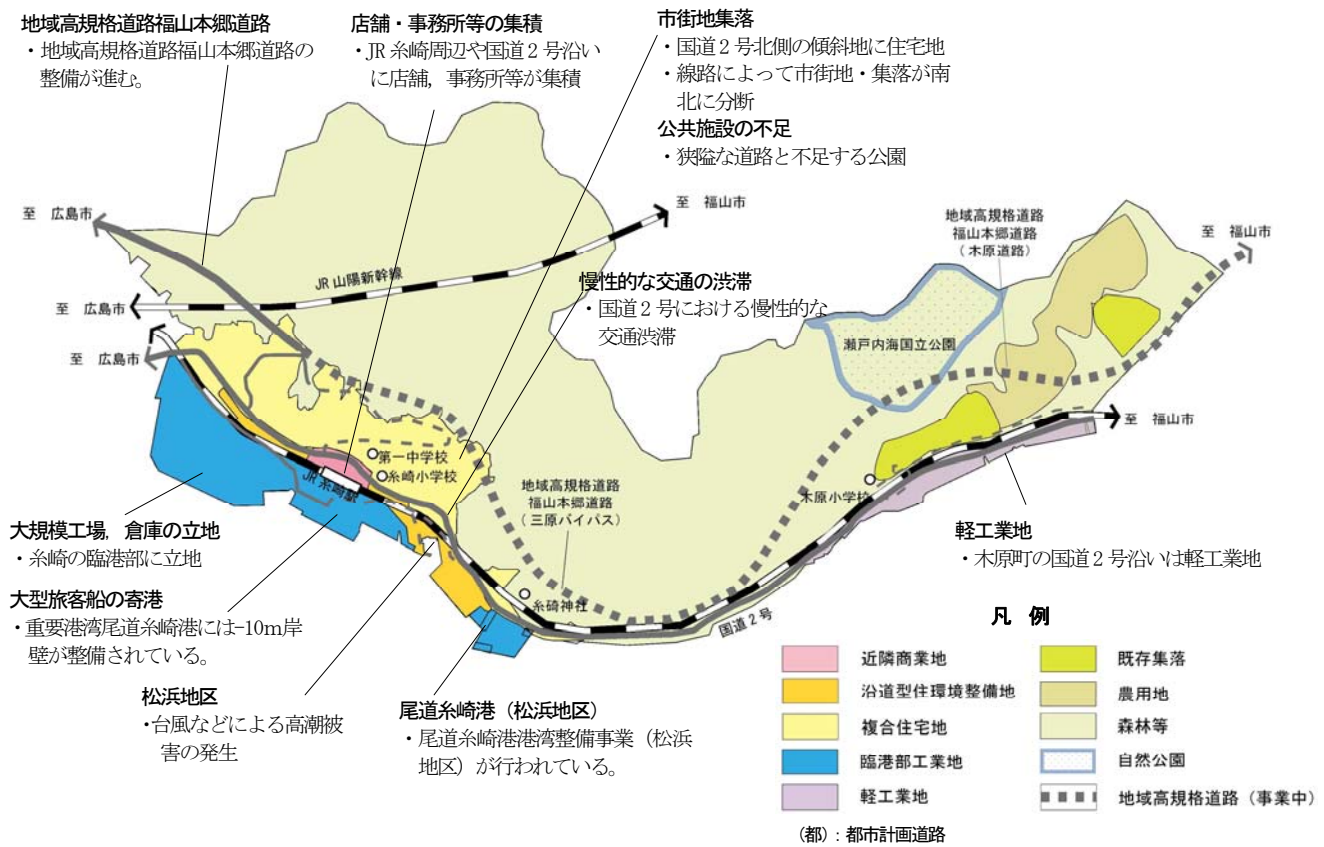 地域高規格道路福山本郷道路
・地域高規格道路福山本郷道路の
整備が進む。
店舗・事務所等の集積
・JR 糸崎周辺や国道２号沿い
に店舗，事務所等が集積
市街地集落
・国道２号北側の傾斜地に住宅地
・線路によって市街地・集落が南
北に分断
公共施設の不足
・狭隘な道路と不足する公園
至　広島市
至　福山市
JR 山陽新幹線
至　広島市
至　広島市
慢性的な交通の渋滞
・国道２号における慢性的な
交通渋滞
地域高規格道路
福山本郷道路
（木原道路）
至　福山市
瀬戸内海国立公園
至　福山市
第一中学校
糸崎小学校
JR 糸崎駅
地域高規格道路
福山本郷道路
（三原バイパス）
木原小学校
糸碕神社
国道２号
大規模工場，倉庫の立地
・糸崎の臨港部に立地
大型旅客船の寄港
・重要港湾尾道糸崎港には-10m岸
壁が整備されている。
松浜地区
・台風などによる高潮被
害の発生
尾道糸崎港（松浜地区）
・尾道糸崎港港湾整備事業（松浜
地区）が行われている。
軽工業地
・木原町の国道２号沿いは軽工業地
凡　例
近隣商業地
沿道型住環境整備地
複合住宅地
臨港部工業地
軽工業地
既存集落
農用地
森林等
自然公園
地域高規格道路（事業中）
（都）：都市計画道路